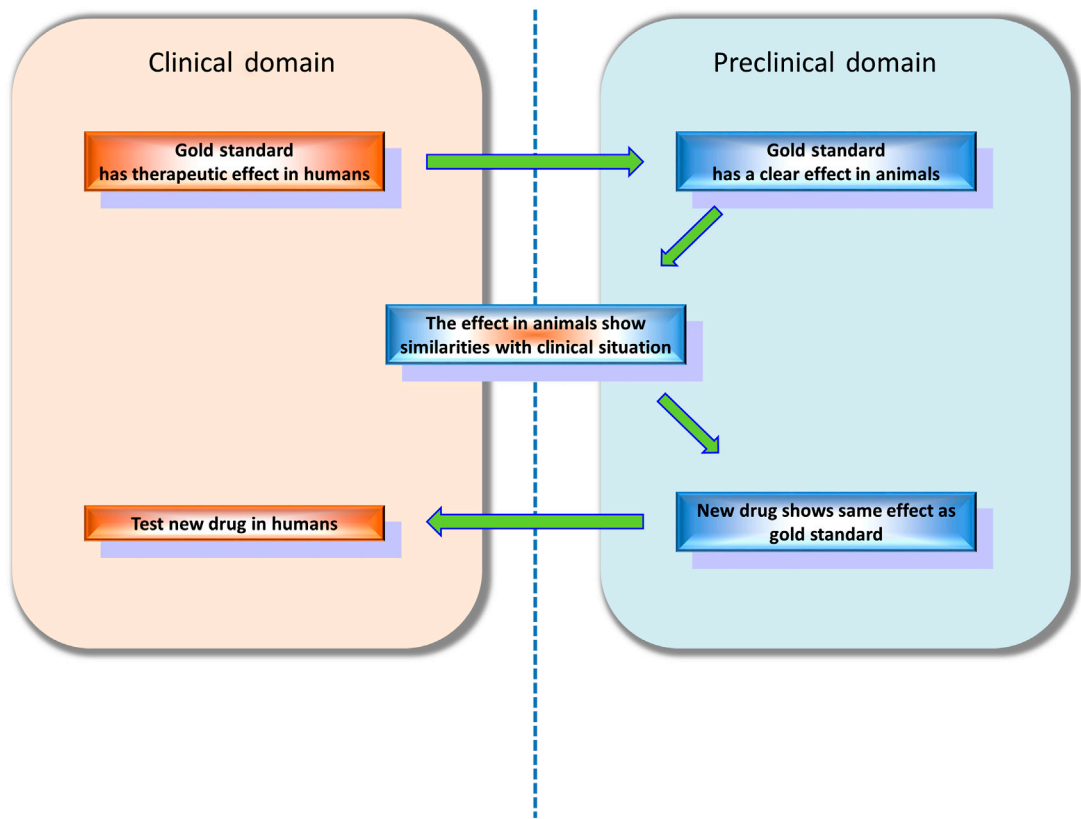 Clinical domain
Preclinical domain
Gold standard
has therapeutic effect in humans
Gold standard
has a clear effect in animals
The effect in animals show
similarities with clinical situation
New drug shows same effect as
gold standard
Test new drug in humans